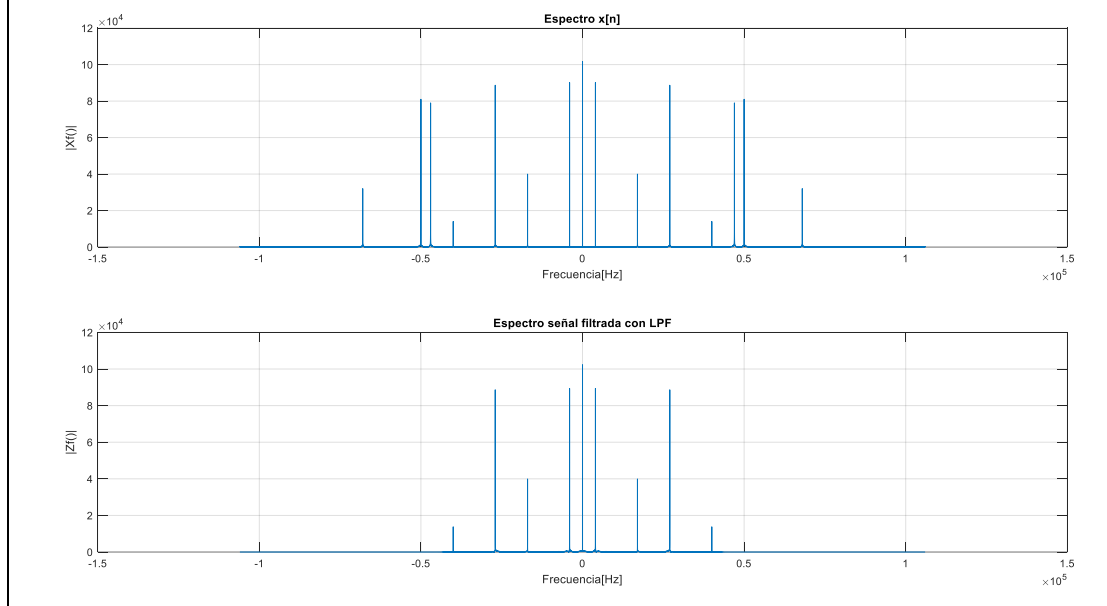 Espectro x[n]
×10^4
12
10
8
6
4
2
0
|Xf()|
-1.5 -1 -0.5 0 0.5 1 1.5
Frecuencia[Hz]
×10^5
Espectro señal filtrada con LPF
×10^4
12
10
8
6
4
2
0
|Zf()|
-1.5 -1 -0.5 0 0.5 1 1.5
Frecuencia[Hz]
×10^5